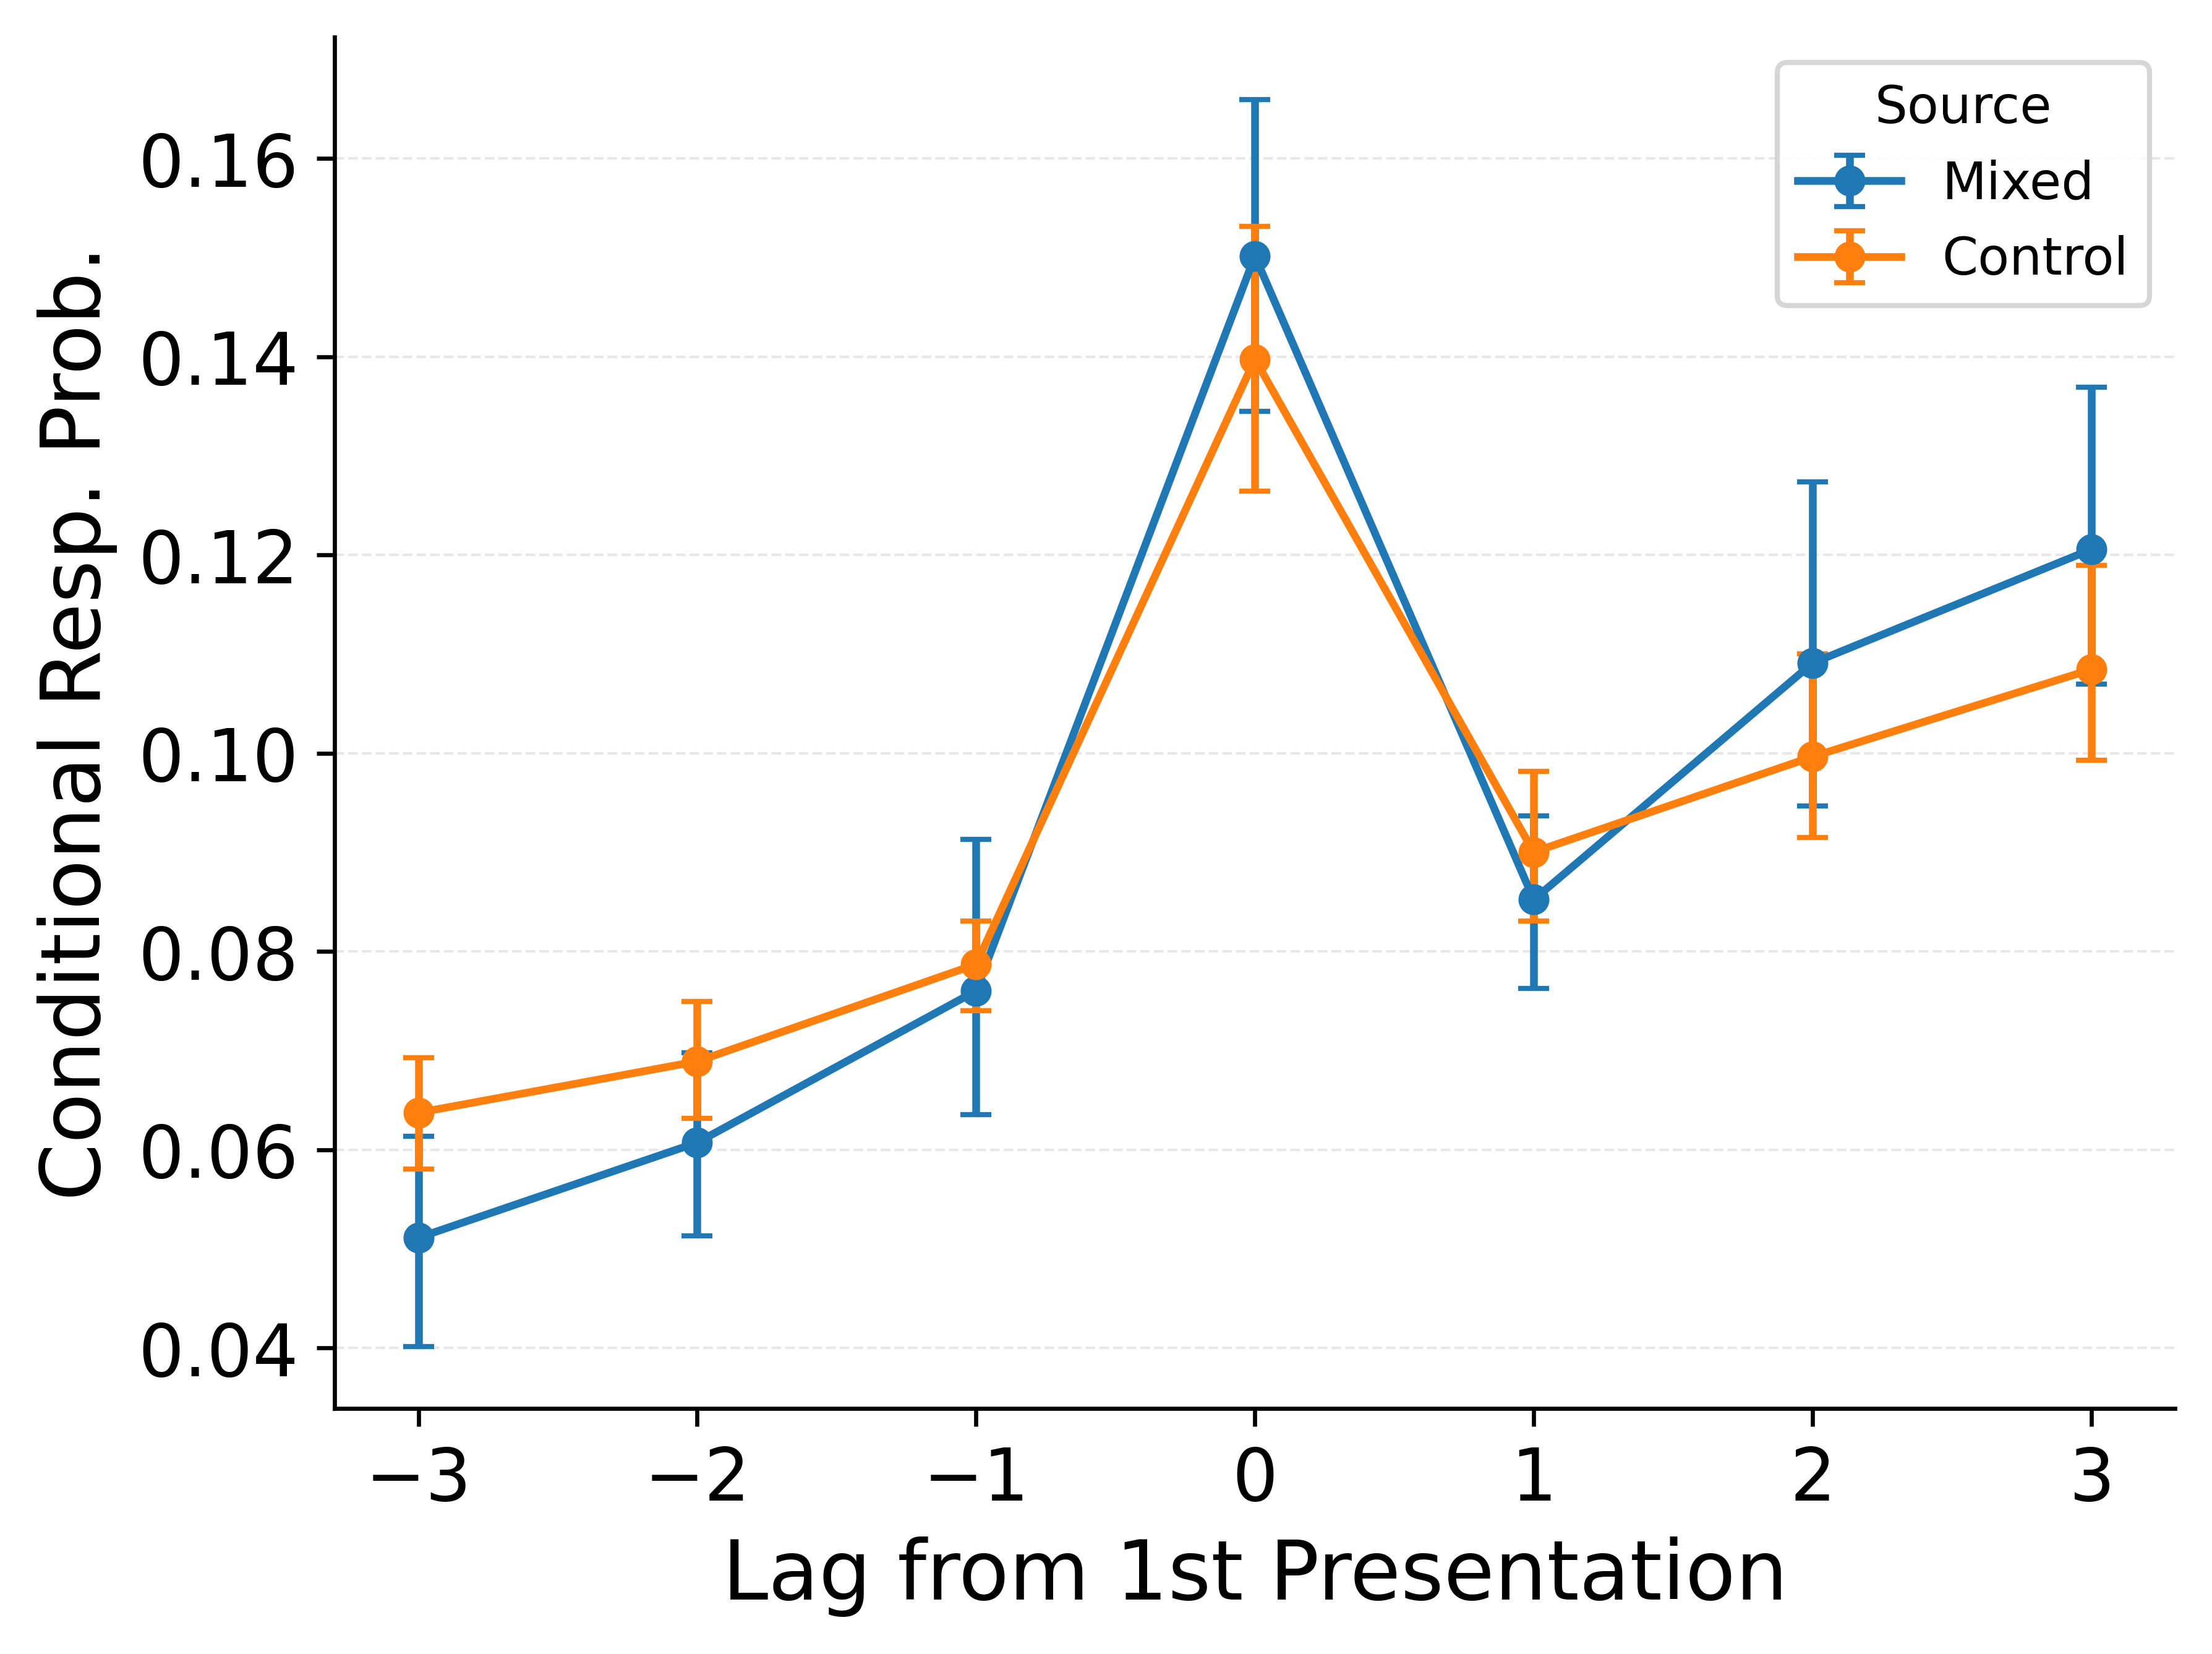 Conditional Resp. Prob.
0.16
0.14
0.12
0.10
0.08
0.06
0.04
Source
Mixed
Control
−3 −2 −1 0 1 2 3
Lag from 1st Presentation